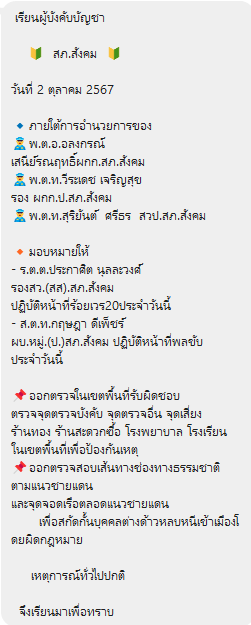 เรียนผู้บังคับบัญชา
🔰 สภ.สังคม 🔰
วันที่ 2 ตุลาคม 2567
🔹ภายใต้การอำนวยการของ
👮พ.ต.อ.อลงกรณ์
เสนีย์รณฤทธิ์ผกก.สภ.สังคม
👮พ.ต.ท.วีระเดช เจริญสุข
รอง ผกก.ป.สภ.สังคม
👮พ.ต.ท.สุริยันต์ ศรีธร สวป.สภ.สังคม
🔸มอบหมายให้
- ร.ต.ต.ประกาศิต นุลละวงค์
รองสว.(สส).สภ.สังคม
ปฏิบัติหน้าที่ร้อยเวร20ประจำวันนี้
- ส.ต.ท.กฤษฎา ดีเพ็ชร์
ผบ.หมู่.(ป.)สภ.สังคม ปฏิบัติหน้าที่พลขับ
ประจำวันนี้
📌ออกตรวจในเขตพื้นที่รับผิดชอบ
ตรวจจุดตรวจบังคับ จุดตรวจอื่น จุดเสี่ยง
ร้านทอง ร้านสะดวกซื้อ โรงพยาบาล โรงเรียน
ในเขตพื้นที่เพื่อป้องกันเหตุ
📌ออกตรวจสอบเส้นทางช่องทางธรรมชาติ
ตามแนวชายแดน
และจุดจอดเรือตลอดแนวชายแดน
เพื่อสกัดกั้นบุคคลต่างด้าวหลบหนีเข้าเมืองโ
ดยผิดกฎหมาย
เหตุการณ์ทั่วไปปกติ
จึงเรียนมาเพื่อทราบ